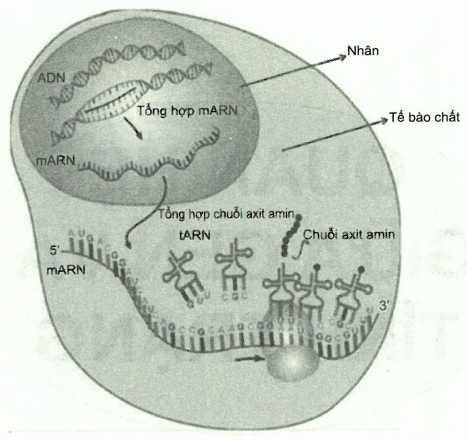 Nhân
ADN
Tổng hợp mARN
Tế bào chất
mARN
Tổng hợp chuỗi axit amin
tARN
Chuỗi axit amin
5'
mARN
3'